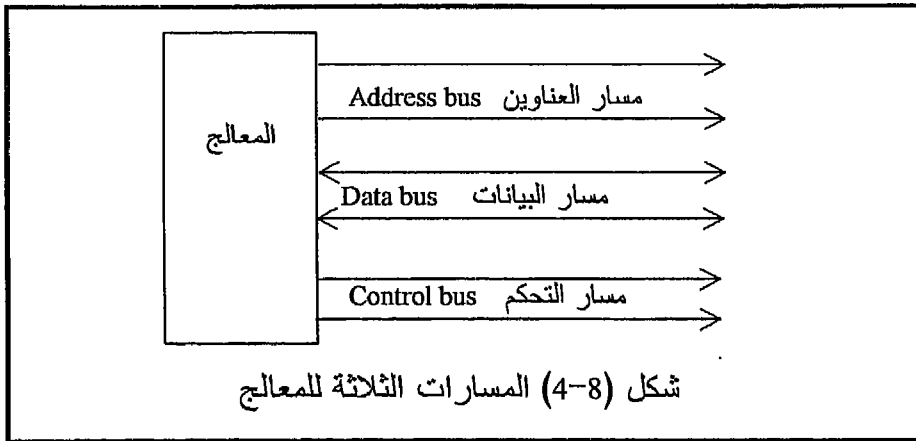 مسار العناوين Address bus
المعالج
مسار البيانات Data bus
مسار التحكم Control bus
شكل (8-4) المسارات الثلاثة للمعالج